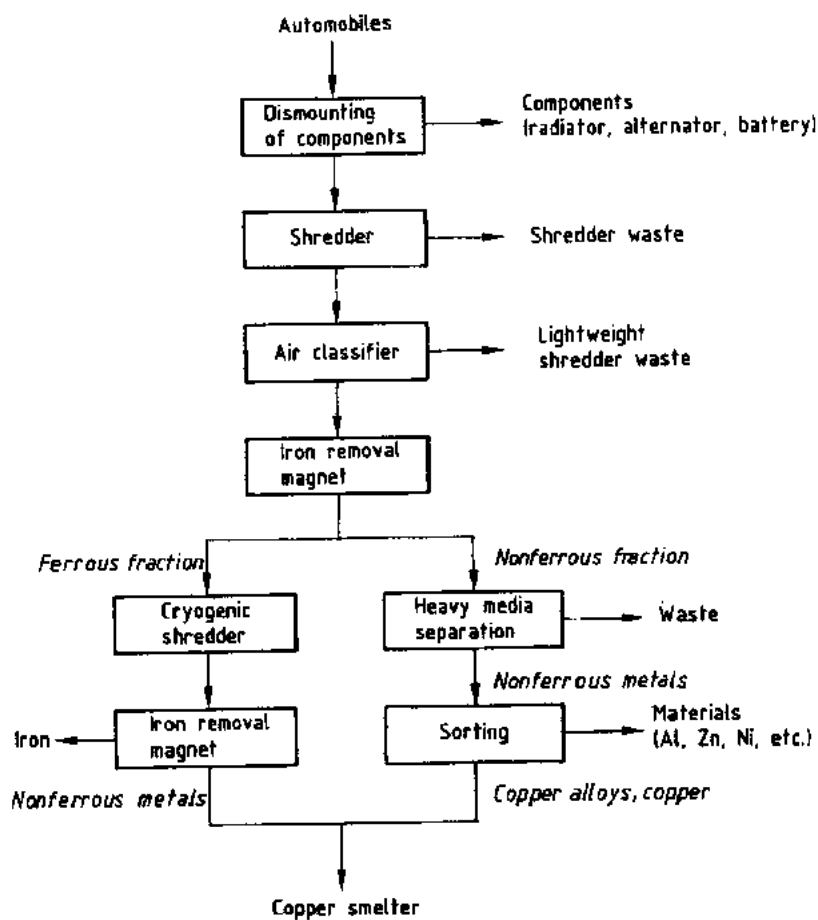 Automobiles
Dismounting
of components
Components
(radiator, alternator, battery)
Shredder
Shredder waste
Air classifier
Lightweight
shredder waste
Iron removal
magnet
Ferrous fraction
Nonferrous fraction
Cryogenic
shredder
Heavy media
separation
Waste
Nonferrous metals
Iron
Iron removal
magnet
Sorting
Materials
(Al, Zn, Ni, etc.)
Nonferrous metals
Copper alloys, copper
Copper smelter